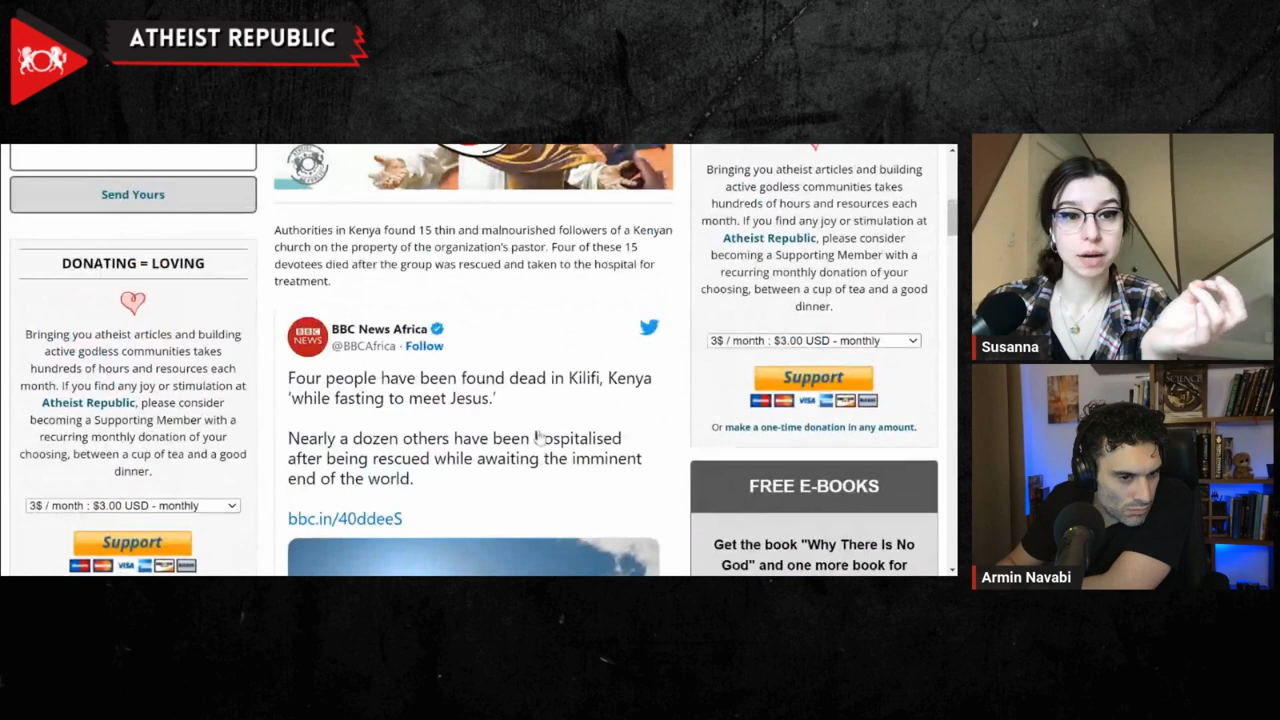 ATHEIST REPUBLIC
Send Yours
DONATING = LOVING
Bringing you atheist articles and building
active godless communities takes
hundreds of hours and resources each
month. If you find any joy or stimulation at
Atheist Republic, please consider
becoming a Supporting Member with a
recurring monthly donation of your
choosing, between a cup of tea and a good
dinner.
3$ / month : $3.00 USD - monthly
Support
VISA
Authorities in Kenya found 15 thin and malnourished followers of a Kenyan
church on the property of the organization's pastor. Four of these 15
devotees died after the group was rescued and taken to the hospital for
treatment.
BBC
NEWS
BBC News Africa
@BBCAfrica · Follow
Four people have been found dead in Kilifi, Kenya
'while fasting to meet Jesus.'
Nearly a dozen others have been hospitalised
after being rescued while awaiting the imminent
end of the world.
bbc.in/40ddeeS
Bringing you atheist articles and building
active godless communities takes
hundreds of hours and resources each
month. If you find any joy or stimulation at
Atheist Republic, please consider
becoming a Supporting Member with a
recurring monthly donation of your
choosing, between a cup of tea and a good
dinner.
3$ / month : $3.00 USD - monthly
Support
VISA
Or make a one-time donation in any amount.
FREE E-BOOKS
Get the book "Why There Is No
God" and one more book for
Susanna
SCIENCE
Armin Navabi